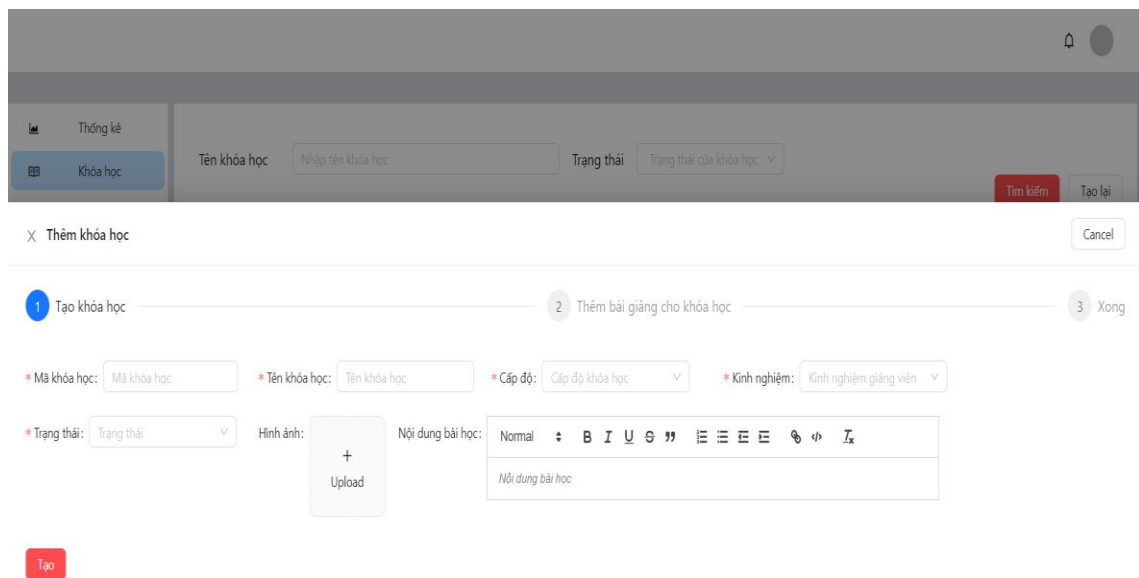 Thống kê
Tên khóa học Nhập tên khóa học Trạng thái Trạng thái của khóa học
Khóa học
Tìm kiếm Tạo lại
Thêm khóa học Cancel
1 Tạo khóa học 2 Thêm bài giảng cho khóa học 3 Xong
* Mã khóa học: Mã khóa học * Tên khóa học: Tên khóa học * Cấp độ: Cấp độ khóa học * Kinh nghiệm: Kinh nghiệm giảng viên
* Trạng thái: Trạng thái Hình ảnh: + Upload Nội dung bài học: Normal B I U S
Nội dung bài học
Tạo